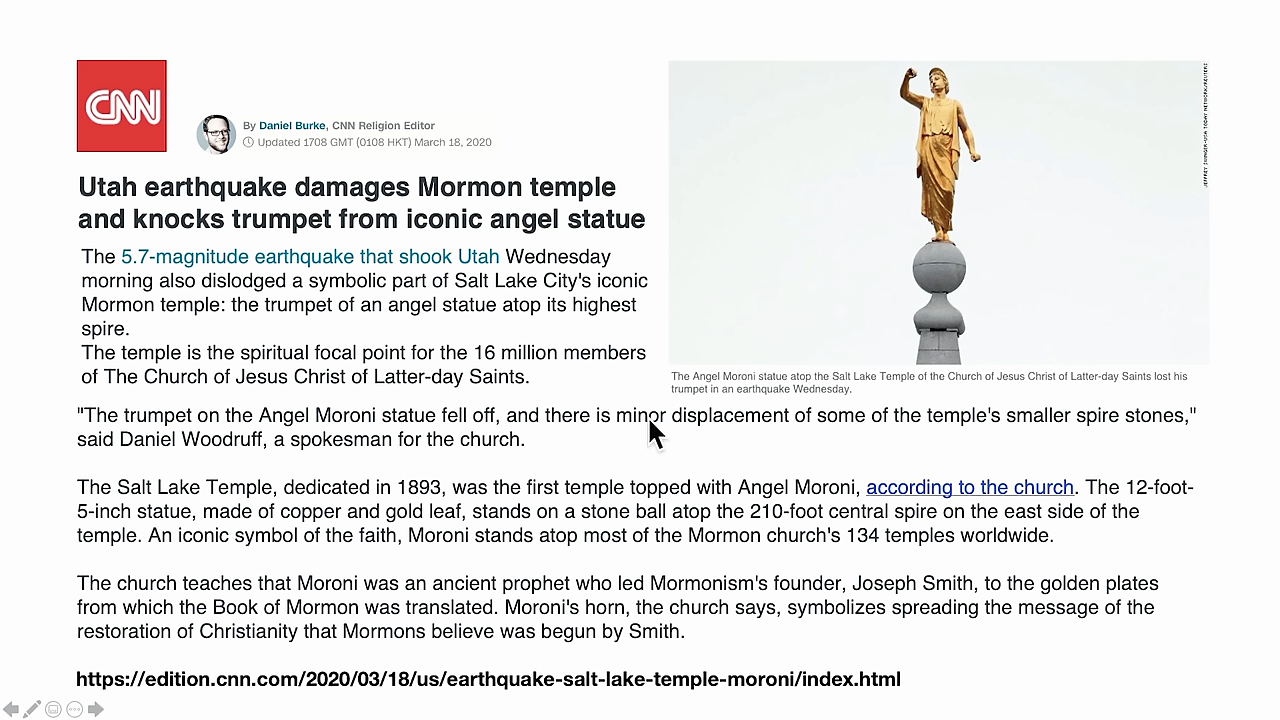 CNN
By Daniel Burke, CNN Religion Editor
Updated 1708 GMT (0108 HKT) March 18, 2020
Utah earthquake damages Mormon temple
and knocks trumpet from iconic angel statue
The 5.7-magnitude earthquake that shook Utah Wednesday
morning also dislodged a symbolic part of Salt Lake City's iconic
Mormon temple: the trumpet of an angel statue atop its highest
spire.
The temple is the spiritual focal point for the 16 million members
of The Church of Jesus Christ of Latter-day Saints.
The Angel Moroni statue atop the Salt Lake Temple of the Church of Jesus Christ of Latter-day Saints lost his
trumpet in an earthquake Wednesday.
"The trumpet on the Angel Moroni statue fell off, and there is minor displacement of some of the temple's smaller spire stones,"
said Daniel Woodruff, a spokesman for the church.
The Salt Lake Temple, dedicated in 1893, was the first temple topped with Angel Moroni, according to the church. The 12-foot-
5-inch statue, made of copper and gold leaf, stands on a stone ball atop the 210-foot central spire on the east side of the
temple. An iconic symbol of the faith, Moroni stands atop most of the Mormon church's 134 temples worldwide.
The church teaches that Moroni was an ancient prophet who led Mormonism's founder, Joseph Smith, to the golden plates
from which the Book of Mormon was translated. Moroni's horn, the church says, symbolizes spreading the message of the
restoration of Christianity that Mormons believe was begun by Smith.
https://edition.cnn.com/2020/03/18/us/earthquake-salt-lake-temple-moroni/index.html